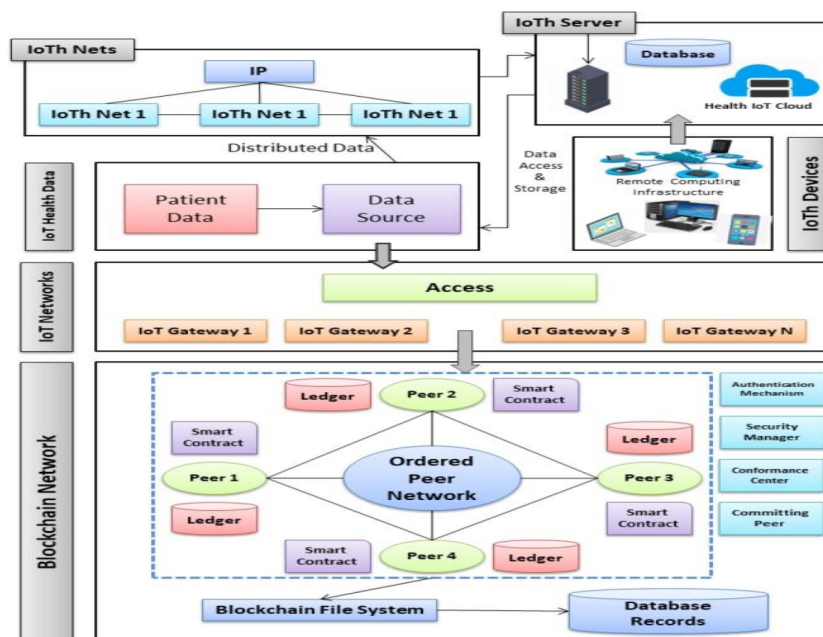 IoTh Nets
IP
IoTh Net 1
IoTh Net 1
IoTh Net 1
IoTh Server
Database
Health IoT Cloud
Distributed Data
Data
Access
&
Storage
IoT Health Data
Patient
Data
Data
Source
Remote Computing
Infrastructure
IoTh Devices
IoT Networks
Access
IoT Gateway 1
IoT Gateway 2
IoT Gateway 3
IoT Gateway N
Blockchain Network
Ledger
Peer 2
Smart
Contract
Smart
Contract
Peer 1
Ledger
Ordered
Peer
Network
Ledger
Peer 3
Smart
Contract
Smart
Contract
Peer 4
Ledger
Authentication
Mechanism
Security
Manager
Conformance
Center
Committing
Peer
Blockchain File System
Database
Records